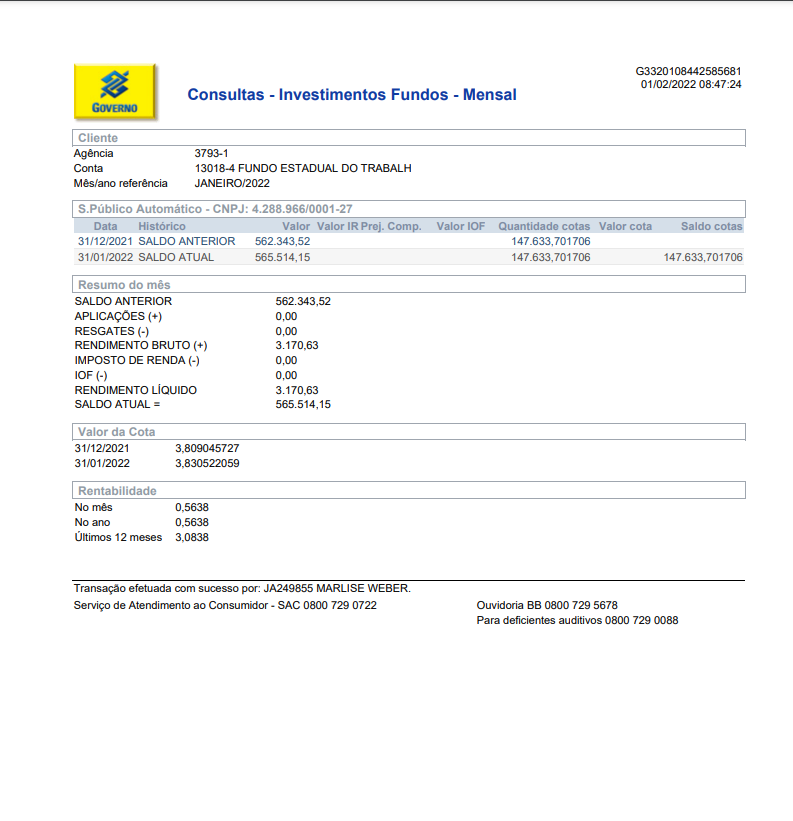 G3320108442585681
01/02/2022 08:47:24
GOVERNO
Consultas - Investimentos Fundos - Mensal
Cliente
Agência 3793-1
Conta 13018-4 FUNDO ESTADUAL DO TRABALH
Mês/ano referência JANEIRO/2022
S.Público Automático - CNPJ: 4.288.966/0001-27
Data Histórico Valor Valor IR Prej. Comp. Valor IOF Quantidade cotas Valor cota Saldo cotas
31/12/2021 SALDO ANTERIOR 562.343,52 147.633,701706
31/01/2022 SALDO ATUAL 565.514,15 147.633,701706 147.633,701706
Resumo do mês
SALDO ANTERIOR 562.343,52
APLICAÇÕES (+) 0,00
RESGATES (-) 0,00
RENDIMENTO BRUTO (+) 3.170,63
IMPOSTO DE RENDA (-) 0,00
IOF (-) 0,00
RENDIMENTO LÍQUIDO 3.170,63
SALDO ATUAL = 565.514,15
Valor da Cota
31/12/2021 3,809045727
31/01/2022 3,830522059
Rentabilidade
No mês 0,5638
No ano 0,5638
Últimos 12 meses 3,0838
Transação efetuada com sucesso por: JA249855 MARLISE WEBER.
Serviço de Atendimento ao Consumidor - SAC 0800 729 0722 Ouvidoria BB 0800 729 5678
Para deficientes auditivos 0800 729 0088